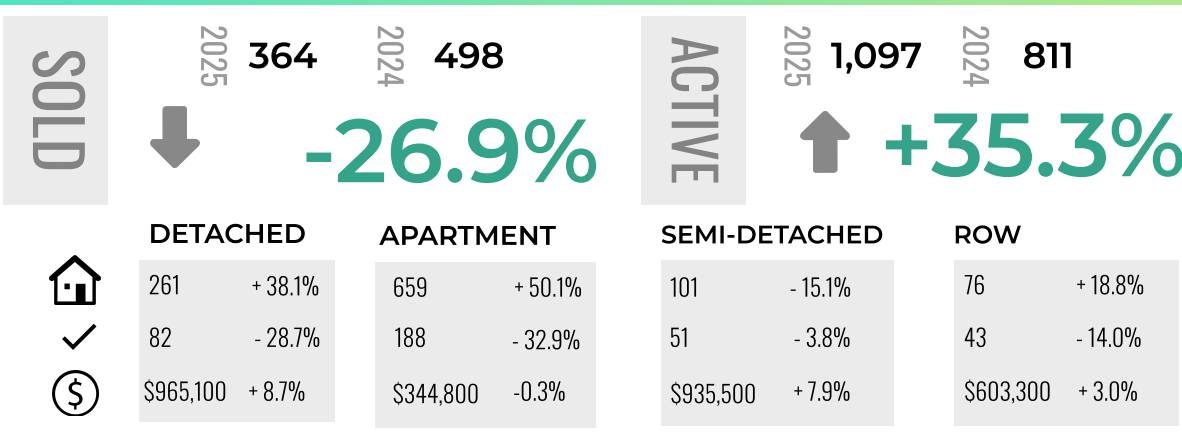 SOLD
2025
364
2024
498
-26.9%
ACTIVE
2025
1,097
2024
811
+35.3%
DETACHED
261 + 38.1%
82 - 28.7%
$965,100 + 8.7%
APARTMENT
659 + 50.1%
188 - 32.9%
$344,800 -0.3%
SEMI-DETACHED
101 - 15.1%
51 - 3.8%
$935,500 + 7.9%
ROW
76 + 18.8%
43 - 14.0%
$603,300 + 3.0%
$